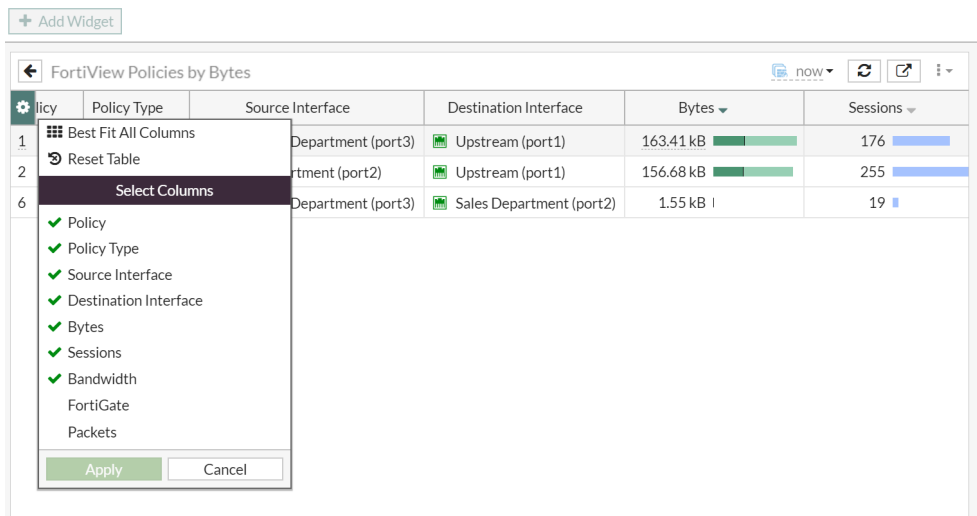 + Add Widget
FortiView Policies by Bytes now
licy Policy Type Source Interface Destination Interface Bytes Sessions
1 Department (port3) Upstream (port1) 163.41 kB 176
2 rtment (port2) Upstream (port1) 156.68 kB 255
6 Department (port3) Sales Department (port2) 1.55 kB 19
Best Fit All Columns
Reset Table
Select Columns
Policy
Policy Type
Source Interface
Destination Interface
Bytes
Sessions
Bandwidth
FortiGate
Packets
Apply Cancel